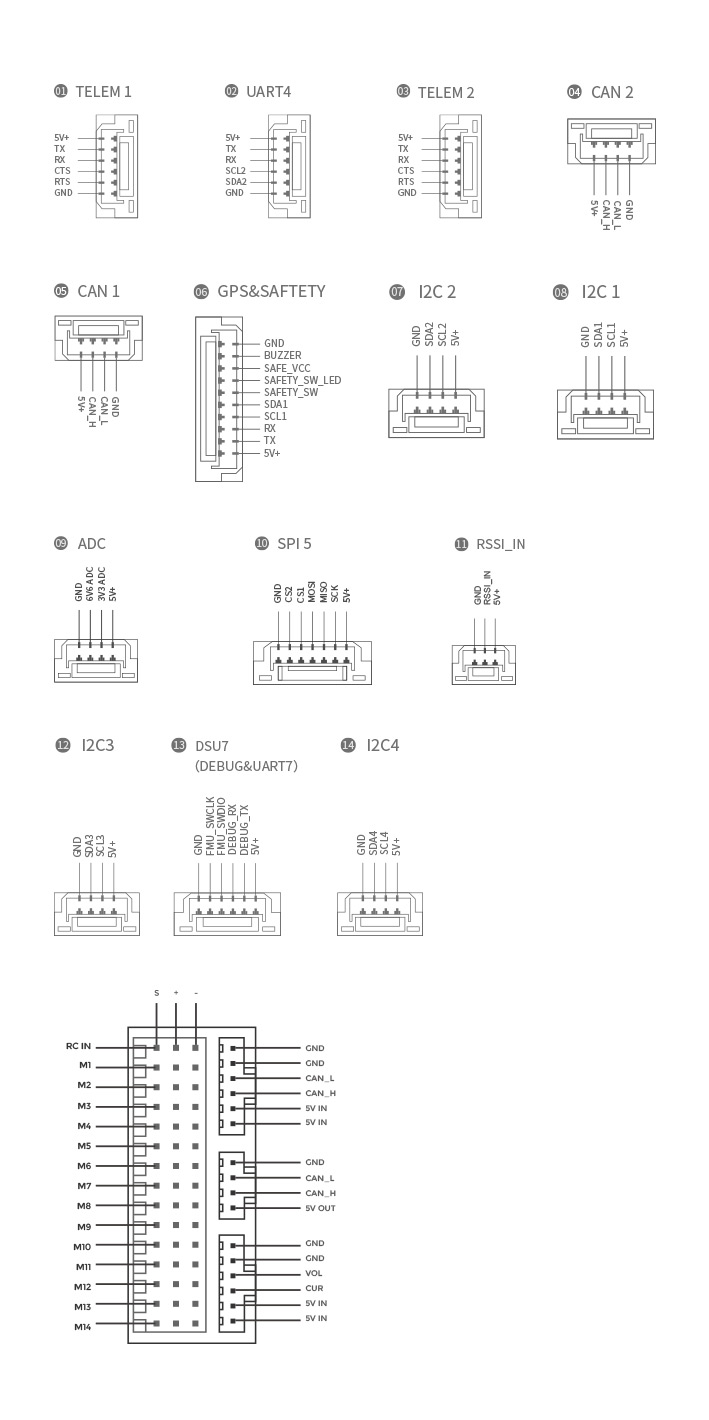 01 TELEM 1
5V+
TX
RX
CTS
RTS
GND
02 UART4
5V+
TX
RX
SCL2
SDA2
GND
03 TELEM 2
5V+
TX
RX
CTS
RTS
GND
04 CAN 2
5V+
CAN_H
CAN_L
GND
05 CAN 1
5V+
CAN_H
CAN_L
GND
06 GPS&SAFTETY
GND
BUZZER
SAFE_VCC
SAFETY_SW_LED
SAFETY_SW
SDA1
SCL1
RX
TX
5V+
07 I2C 2
GND
SDA2
SCL2
5V+
08 I2C 1
GND
SDA1
SCL1
5V+
09 ADC
GND
6V6 ADC
3V3 ADC
5V+
10 SPI 5
GND
CS2
CS1
MOSI
MISO
SCK
5V+
11 RSSI_IN
GND
RSSI_IN
5V+
12 I2C3
GND
SDA3
SCL3
5V+
13 DSU7
(DEBUG&UART7)
GND
FMU_SWCLK
FMU_SWDIO
DEBUG_RX
DEBUG_TX
5V+
14 I2C4
GND
SDA4
SCL4
5V+
S + -
RC IN
M1
M2
M3
M4
M5
M6
M7
M8
M9
M10
M11
M12
M13
M14
GND
GND
CAN_L
CAN_H
5V IN
5V IN
GND
CAN_L
CAN_H
5V OUT
GND
GND
VOL
CUR
5V IN
5V IN